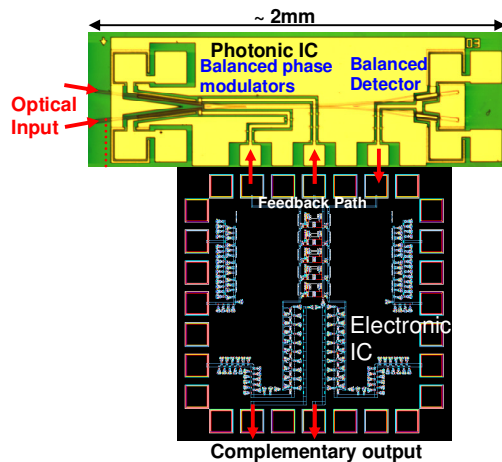 ~ 2mm
Photonic IC
03
Balanced phase
modulators
Balanced
Detector
Optical
Input
Feedback Path
Electronic
IC
Complementary output